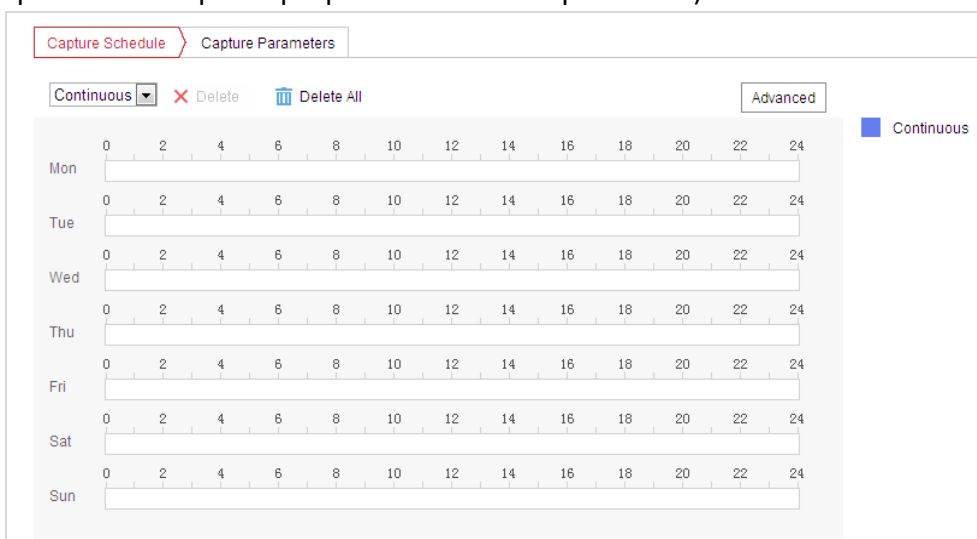 Capture Schedule Capture Parameters
Continuous Delete Delete All Advanced
Continuous
0 2 4 6 8 10 12 14 16 18 20 22 24
Mon
0 2 4 6 8 10 12 14 16 18 20 22 24
Tue
0 2 4 6 8 10 12 14 16 18 20 22 24
Wed
0 2 4 6 8 10 12 14 16 18 20 22 24
Thu
0 2 4 6 8 10 12 14 16 18 20 22 24
Fri
0 2 4 6 8 10 12 14 16 18 20 22 24
Sat
0 2 4 6 8 10 12 14 16 18 20 22 24
Sun